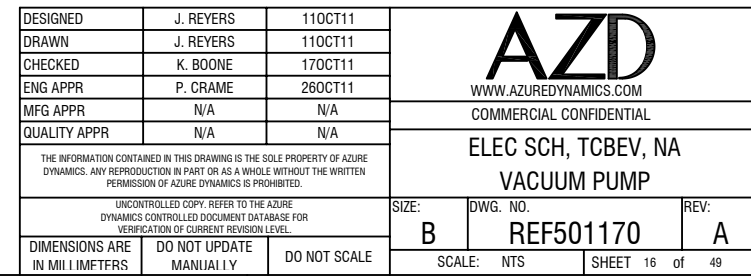 DESIGNED J. REYERS 11OCT11
DRAWN J. REYERS 11OCT11
CHECKED K. BOONE 17OCT11
ENG APPR P. CRAME 26OCT11
MFG APPR N/A N/A
QUALITY APPR N/A N/A
THE INFORMATION CONTAINED IN THIS DRAWING IS THE SOLE PROPERTY OF AZURE
DYNAMICS. ANY REPRODUCTION IN PART OR AS A WHOLE WITHOUT THE WRITTEN
PERMISSION OF AZURE DYNAMICS IS PROHIBITED.
UNCONTROLLED COPY. REFER TO THE AZURE
DYNAMICS CONTROLLED DOCUMENT DATABASE FOR
VERIFICATION OF CURRENT REVISION LEVEL.
DIMENSIONS ARE
IN MILLIMETERS
DO NOT UPDATE
MANUALLY
DO NOT SCALE
AZD
WWW.AZUREDYNAMICS.COM
COMMERCIAL CONFIDENTIAL
ELEC SCH, TCBEV, NA
VACUUM PUMP
SIZE: DWG. NO. REV:
B REF501170 A
SCALE: NTS SHEET 16 of 49